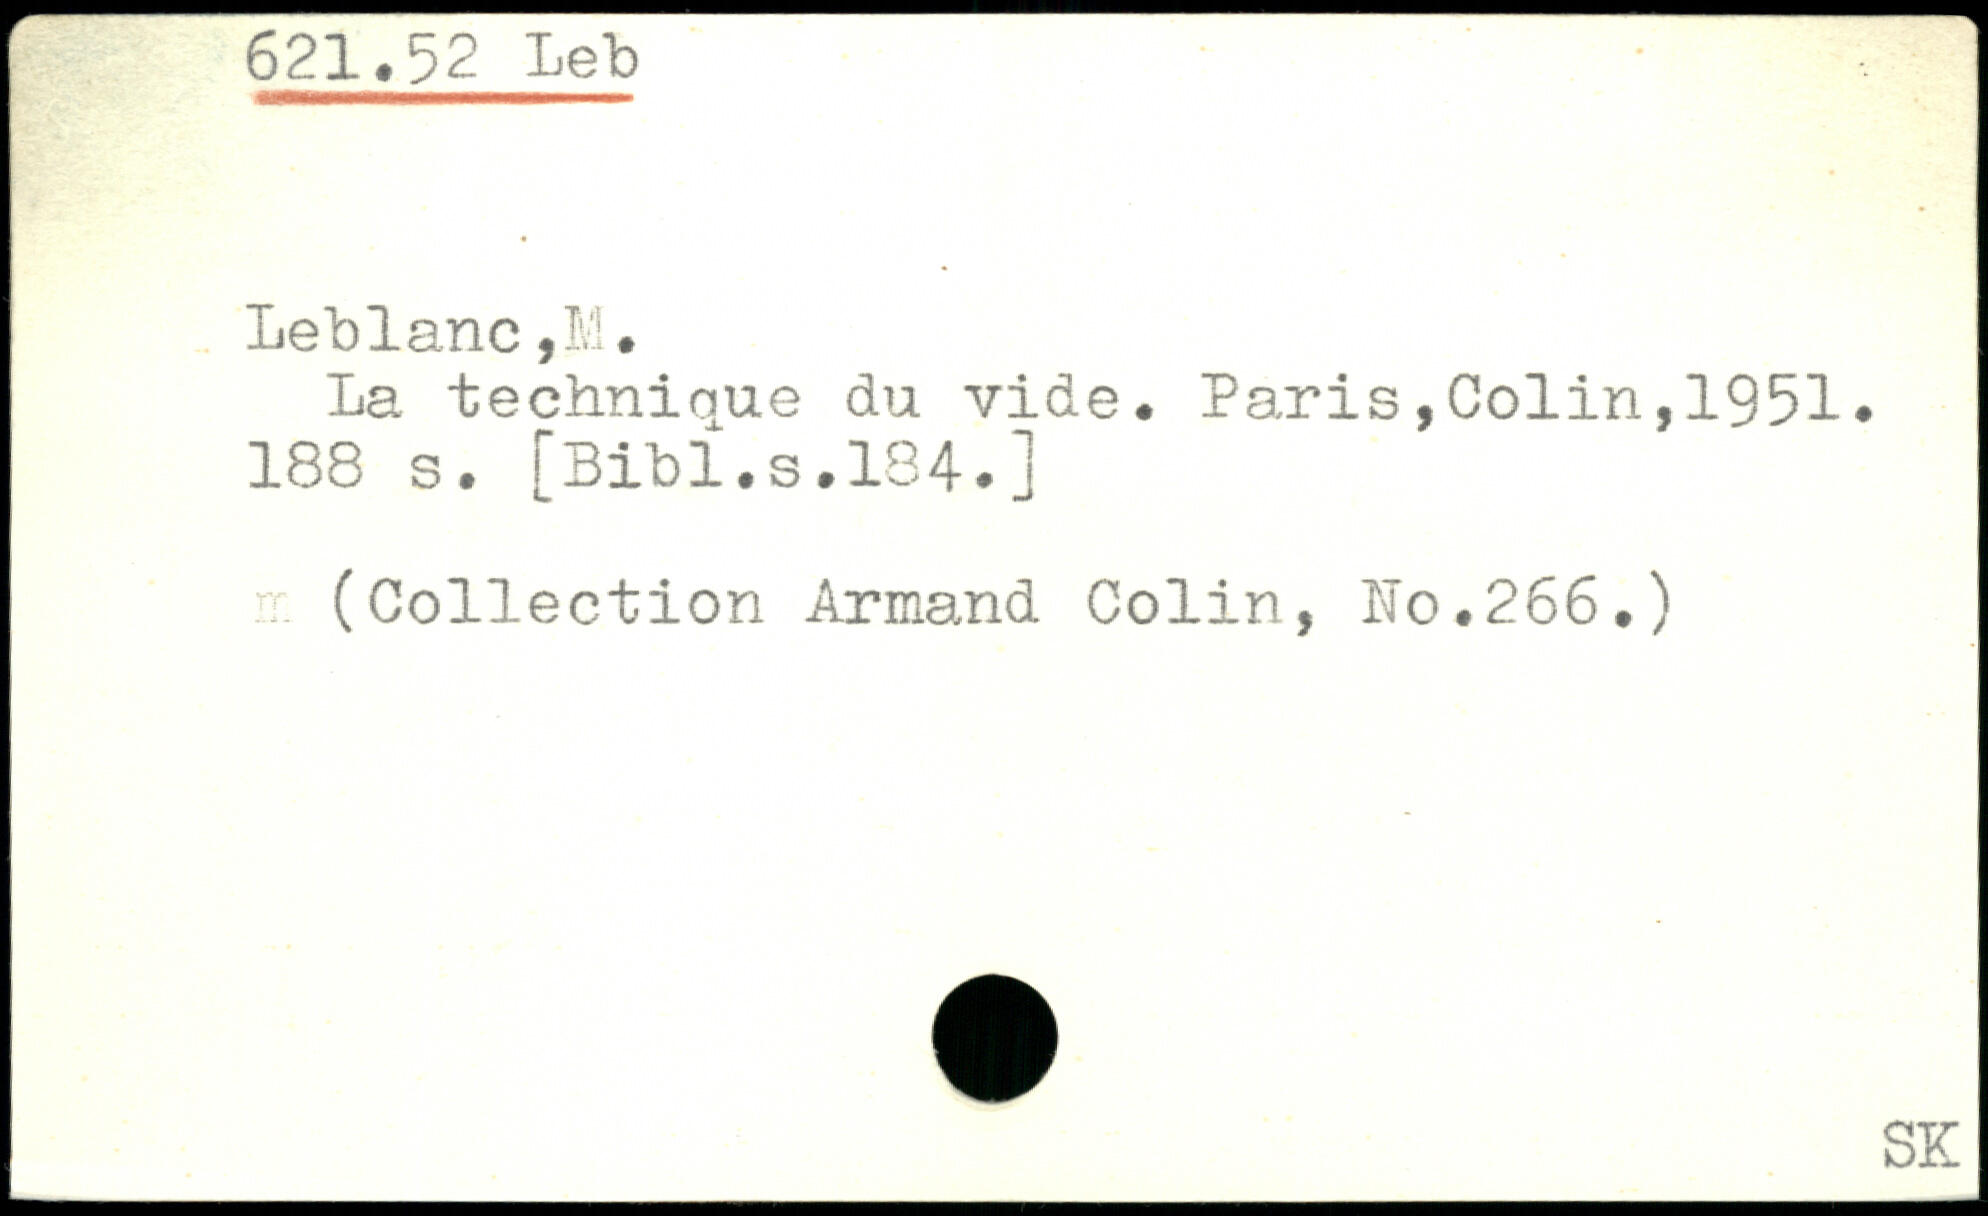 621.52 Leb
Leblanc,M.
La technique du vide. Paris,Colin,1951.
188 s. [Bibl.s.184.]
m (Collection Armand Colin, No.266.)
SK